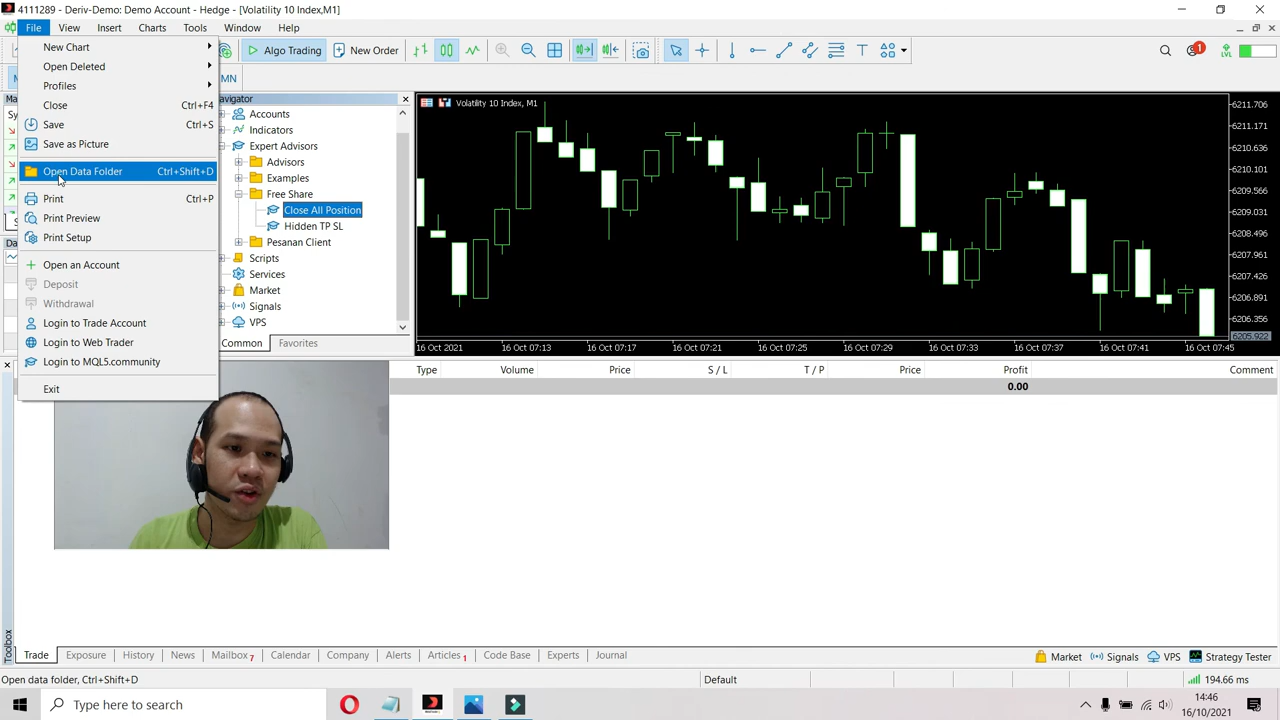 4111289 - Deriv-Demo: Demo Account - Hedge - [Volatility 10 Index,M1]
File View Insert Charts Tools Window Help
Algo Trading New Order
MN
New Chart
Open Deleted
Profiles
Close Ctrl+F4
Save Ctrl+S
Save as Picture
Open Data Folder Ctrl+Shift+D
Print Ctrl+P
Print Preview
Print Setup
Open an Account
Deposit
Withdrawal
Login to Trade Account
Login to Web Trader
Login to MQL5.community
Exit
avigator
Accounts
Indicators
Expert Advisors
Advisors
Examples
Free Share
Close All Position
Hidden TP SL
Pesanan Client
Scripts
Services
Market
Signals
VPS
Common Favorites
Volatility 10 Index, M1
6211.706
6211.171
6210.636
6210.101
6209.566
6209.031
6208.496
6207.961
6207.426
6206.891
6206.356
6205.922
16 Oct 2021 16 Oct 07:13 16 Oct 07:17 16 Oct 07:21 16 Oct 07:25 16 Oct 07:29 16 Oct 07:33 16 Oct 07:37 16 Oct 07:41 16 Oct 07:45
Type Volume Price S / L T / P Price Profit Comment
0.00
Toolbox
Trade Exposure History News Mailbox 7 Calendar Company Alerts Articles 1 Code Base Experts Journal
Market Signals VPS Strategy Tester
Open data folder, Ctrl+Shift+D Default 194.66 ms
Type here to search
14:46
16/10/2021